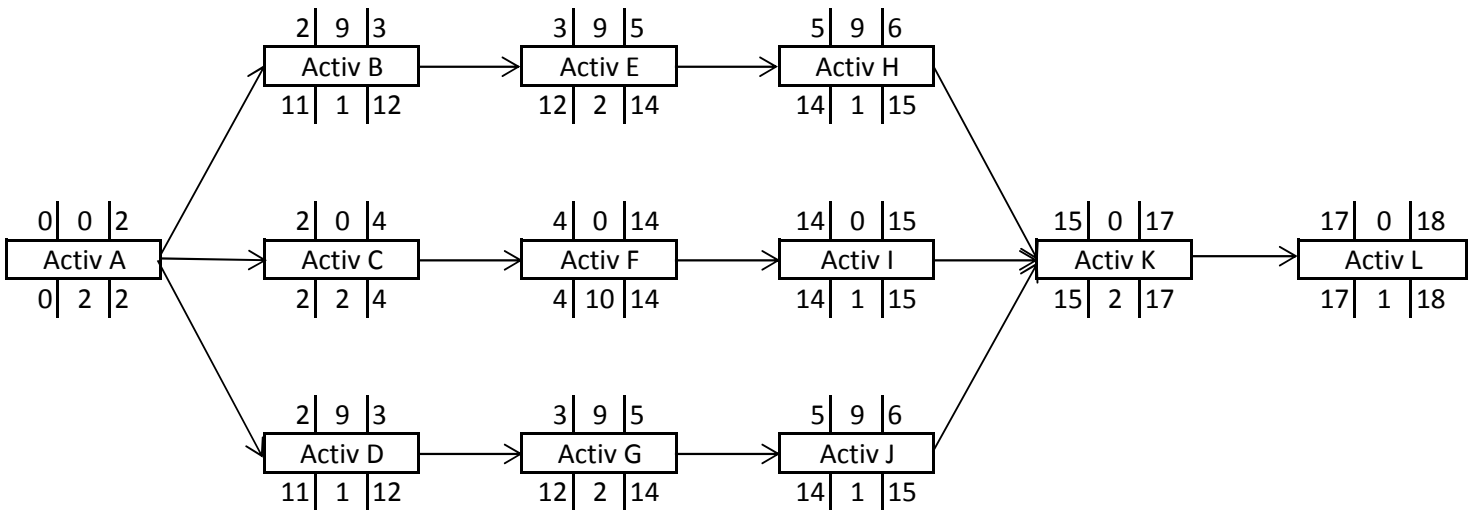 2 9 3 3 9 5 5 9 6
Activ B Activ E Activ H
11 1 12 12 2 14 14 1 15
0 0 2 2 0 4 4 0 14 14 0 15 15 0 17 17 0 18
Activ A Activ C Activ F Activ I Activ K Activ L
0 2 2 2 2 4 4 10 14 14 1 15 15 2 17 17 1 18
2 9 3 3 9 5 5 9 6
Activ D Activ G Activ J
11 1 12 12 2 14 14 1 15